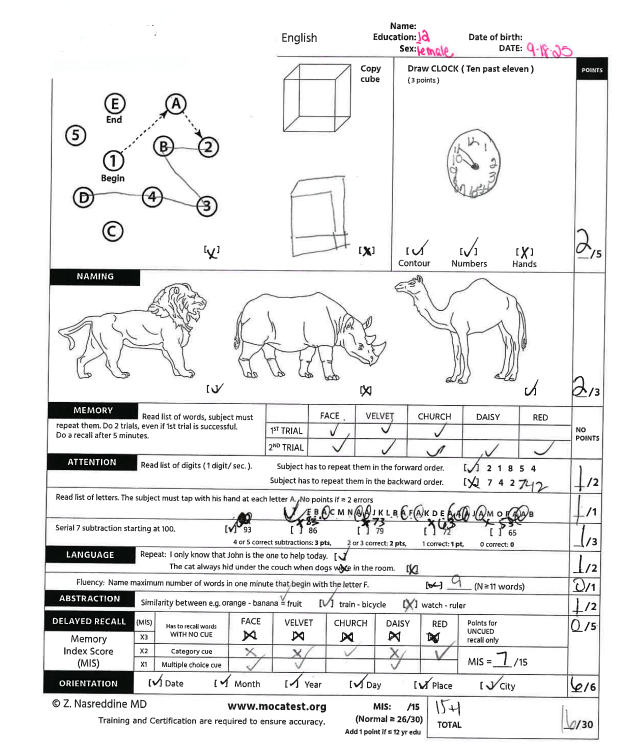 Name:
English Education: 12 Date of birth:
Sex: female DATE: 9-18-25
Copy cube
Draw CLOCK ( Ten past eleven )
( 3 points )
POINTS
E
End
A
5
B
2
1
Begin
D
4
3
C
[x] [x] [✓] [✓] [x] 2/5
Contour Numbers Hands
NAMING
[✓] [x] [✓] 2/3
MEMORY
Read list of words, subject must
repeat them. Do 2 trials, even if 1st trial is successful.
Do a recall after 5 minutes.
FACE VELVET CHURCH DAISY RED
1ST TRIAL ✓ ✓ ✓
2ND TRIAL ✓ ✓ ✓ ✓ ✓
NO POINTS
ATTENTION
Read list of digits (1 digit/ sec.). Subject has to repeat them in the forward order. [✓] 2 1 8 5 4
Subject has to repeat them in the backward order. [x] 7 4 2 742 1/2
Read list of letters. The subject must tap with his hand at each letter A. No points if ≥ 2 errors
F B A C M N A A J K L B A F A K D E A A A J A M O F A A B 1/1
Serial 7 subtraction starting at 100. [✓] 93 [ ] 86 [ ] 79 [ ] 72 [ ] 65
4 or 5 correct subtractions: 3 pts, 2 or 3 correct: 2 pts, 1 correct: 1 pt, 0 correct: 0 1/3
LANGUAGE
Repeat: I only know that John is the one to help today. [✓]
The cat always hid under the couch when dogs were in the room. [x] 1/2
Fluency: Name maximum number of words in one minute that begin with the letter F. 9 (N ≥ 11 words) 0/1
ABSTRACTION
Similarity between e.g. orange - banana = fruit [✓] train - bicycle [x] watch - ruler 1/2
DELAYED RECALL
Memory
Index Score
(MIS)
(MIS) Has to recall words FACE VELVET CHURCH DAISY RED Points for 0/5
X3 WITH NO CUE UNCUED
recall only
X2 Category cue x x ✓ x ✓
X1 Multiple choice cue ✓ ✓ ✓
MIS = 7 /15
ORIENTATION
[✓] Date [✓] Month [✓] Year [✓] Day [✓] Place [✓] City 6/6
© Z. Nasreddine MD www.mocatest.org MIS: /15 15+1
Training and Certification are required to ensure accuracy. (Normal ≥ 26/30)
Add 1 point if ≤ 12 yr edu
TOTAL 16/30